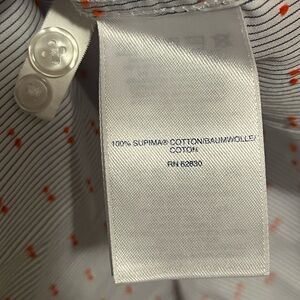 100% SUPIMA® COTTON/BAUMWOLLE/
COTON
RN 62830